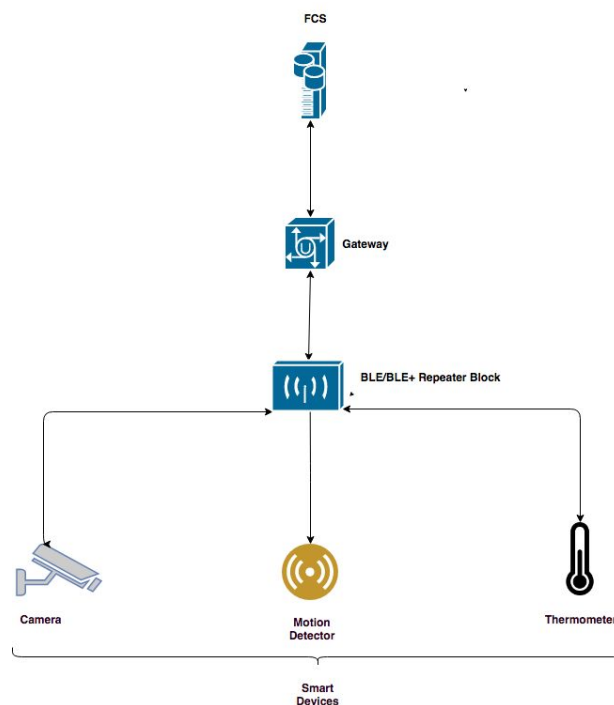 FCS
Gateway
BLE/BLE+ Repeater Block
Camera
Motion
Detector
Thermometer
Smart
Devices